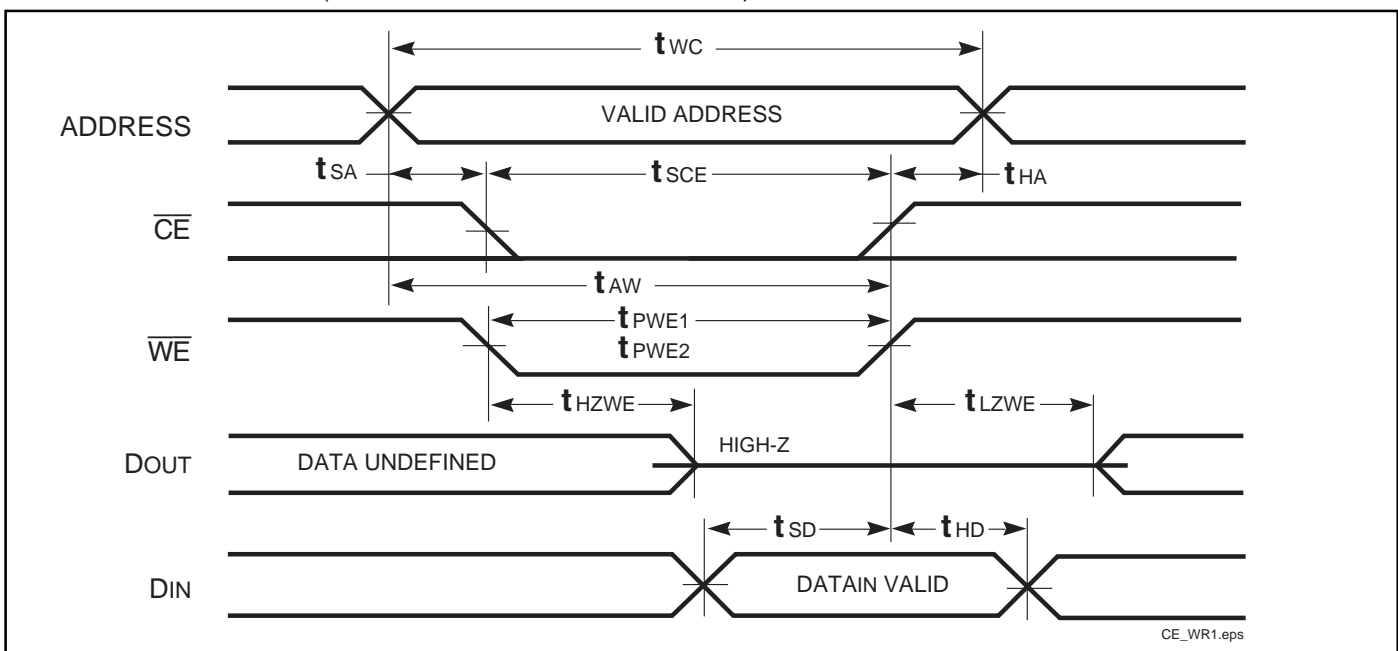 tWC
ADDRESS
VALID ADDRESS
tSA
tSCE
tHA
CE
tAW
WE
tPWE1
tPWE2
tHZWE
tLZWE
DOUT
DATA UNDEFINED
HIGH-Z
tSD
tHD
DIN
DATAIN VALID
CE_WR1.eps